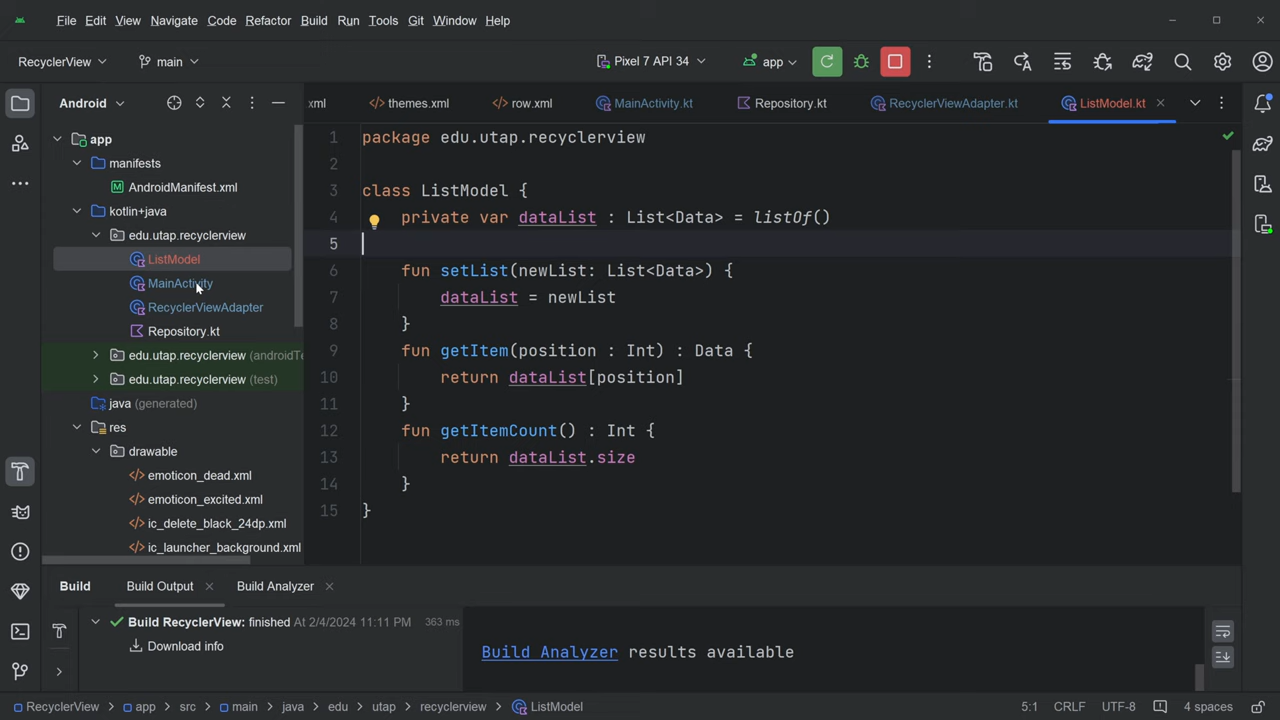 File Edit View Navigate Code Refactor Build Run Tools Git Window Help
RecyclerView main Pixel 7 API 34 app
Android
xml themes.xml row.xml MainActivity.kt Repository.kt RecyclerViewAdapter.kt ListModel.kt
app
manifests
AndroidManifest.xml
kotlin+java
edu.utap.recyclerview
ListModel
MainActivity
RecyclerViewAdapter
Repository.kt
edu.utap.recyclerview (androidTe
edu.utap.recyclerview (test)
java (generated)
res
drawable
emoticon_dead.xml
emoticon_excited.xml
ic_delete_black_24dp.xml
ic_launcher_background.xml
1 package edu.utap.recyclerview
2
3 class ListModel {
4 private var dataList : List<Data> = listOf()
5
6 fun setList(newList: List<Data>) {
7 dataList = newList
8 }
9 fun getItem(position : Int) : Data {
10 return dataList[position]
11 }
12 fun getItemCount() : Int {
13 return dataList.size
14 }
15 }
Build Build Output Build Analyzer
Build RecyclerView: finished At 2/4/2024 11:11 PM 363 ms
Download info
Build Analyzer results available
RecyclerView > app > src > main > java > edu > utap > recyclerview > ListModel 5:1 CRLF UTF-8 4 spaces